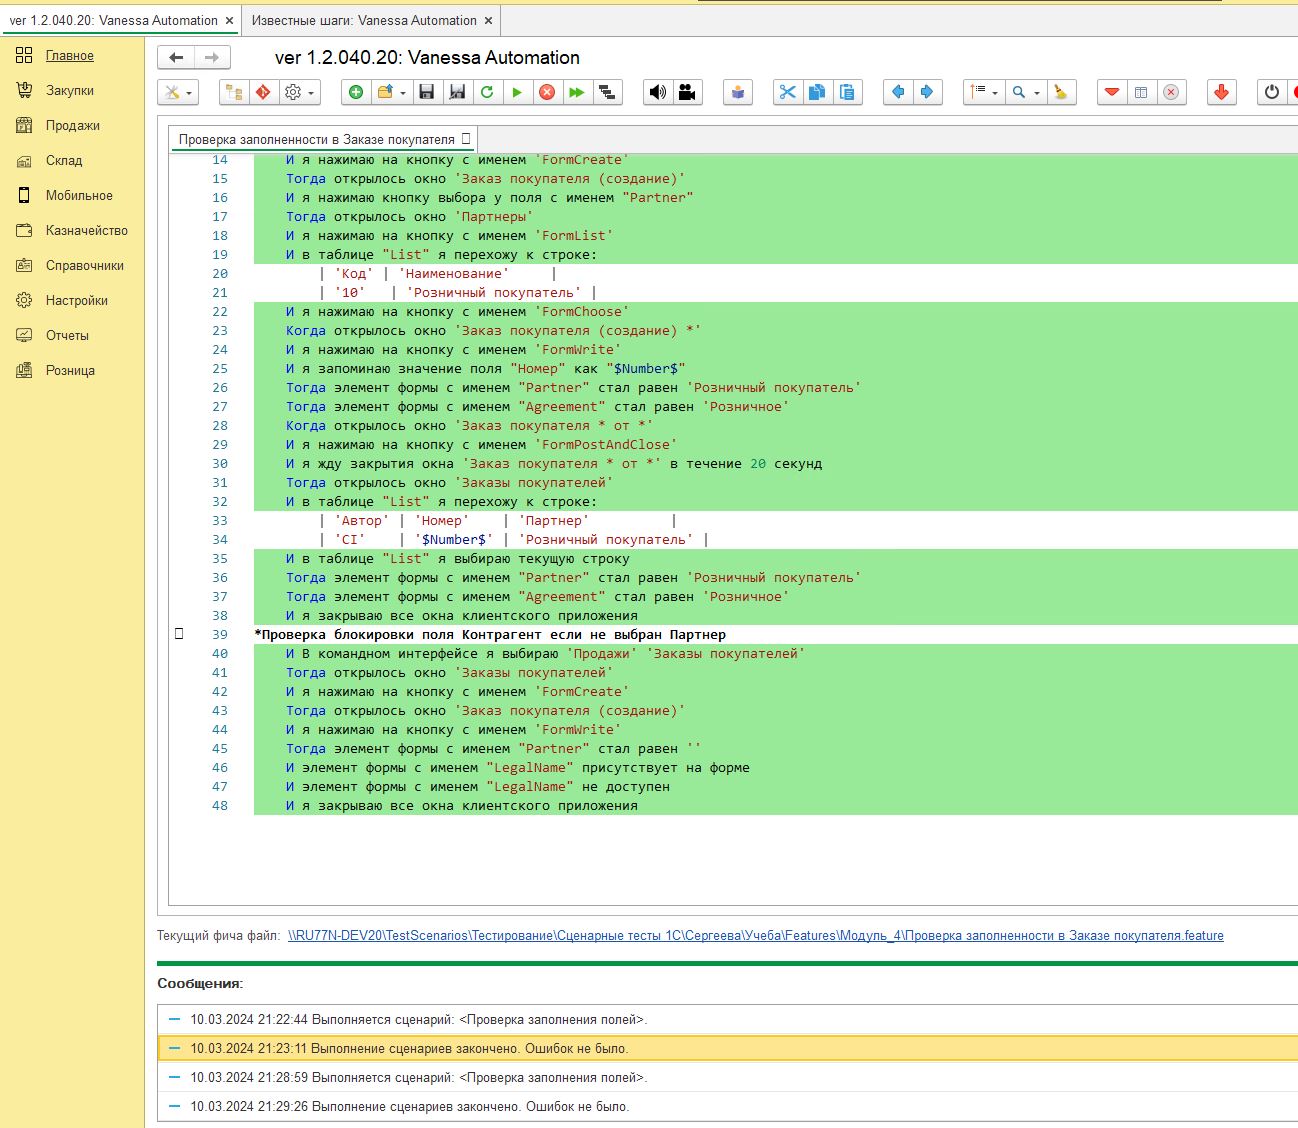 ver 1.2.040.20: Vanessa Automation ×
Известные шаги: Vanessa Automation ×
Главное
Закупки
Продажи
Склад
Мобильное
Казначейство
Справочники
Настройки
Отчеты
Розница
ver 1.2.040.20: Vanessa Automation
Проверка заполненности в Заказе покупателя
14 И я нажимаю на кнопку с именем 'FormCreate'
15 Тогда открылось окно 'Заказ покупателя (создание)'
16 И я нажимаю кнопку выбора у поля с именем "Partner"
17 Тогда открылось окно 'Партнеры'
18 И я нажимаю на кнопку с именем 'FormList'
19 И в таблице "List" я перехожу к строке:
20 | 'Код' | 'Наименование' |
21 | '10' | 'Розничный покупатель' |
22 И я нажимаю на кнопку с именем 'FormChoose'
23 Когда открылось окно 'Заказ покупателя (создание) *'
24 И я нажимаю на кнопку с именем 'FormWrite'
25 И я запоминаю значение поля "Номер" как "$Number$"
26 Тогда элемент формы с именем "Partner" стал равен 'Розничный покупатель'
27 Тогда элемент формы с именем "Agreement" стал равен 'Розничное'
28 Когда открылось окно 'Заказ покупателя * от *'
29 И я нажимаю на кнопку с именем 'FormPostAndClose'
30 И я жду закрытия окна 'Заказ покупателя * от *' в течение 20 секунд
31 Тогда открылось окно 'Заказы покупателей'
32 И в таблице "List" я перехожу к строке:
33 | 'Автор' | 'Номер' | 'Партнер' |
34 | 'CI' | '$Number$' | 'Розничный покупатель' |
35 И в таблице "List" я выбираю текущую строку
36 Тогда элемент формы с именем "Partner" стал равен 'Розничный покупатель'
37 Тогда элемент формы с именем "Agreement" стал равен 'Розничное'
38 И я закрываю все окна клиентского приложения
39 *Проверка блокировки поля Контрагент если не выбран Партнер
40 И В командном интерфейсе я выбираю 'Продажи' 'Заказы покупателей'
41 Тогда открылось окно 'Заказы покупателей'
42 И я нажимаю на кнопку с именем 'FormCreate'
43 Тогда открылось окно 'Заказ покупателя (создание)'
44 И я нажимаю на кнопку с именем 'FormWrite'
45 Тогда элемент формы с именем "Partner" стал равен ''
46 И элемент формы с именем "LegalName" присутствует на форме
47 И элемент формы с именем "LegalName" не доступен
48 И я закрываю все окна клиентского приложения
Текущий фича файл: \\RU77N-DEV20\TestScenarios\Тестирование\Сценарные тесты 1С\Сергеева\Учеба\Features\Модуль_4\Проверка заполненности в Заказе покупателя.feature
Сообщения:
10.03.2024 21:22:44 Выполняется сценарий: <Проверка заполнения полей>.
10.03.2024 21:23:11 Выполнение сценариев закончено. Ошибок не было.
10.03.2024 21:28:59 Выполняется сценарий: <Проверка заполнения полей>.
10.03.2024 21:29:26 Выполнение сценариев закончено. Ошибок не было.